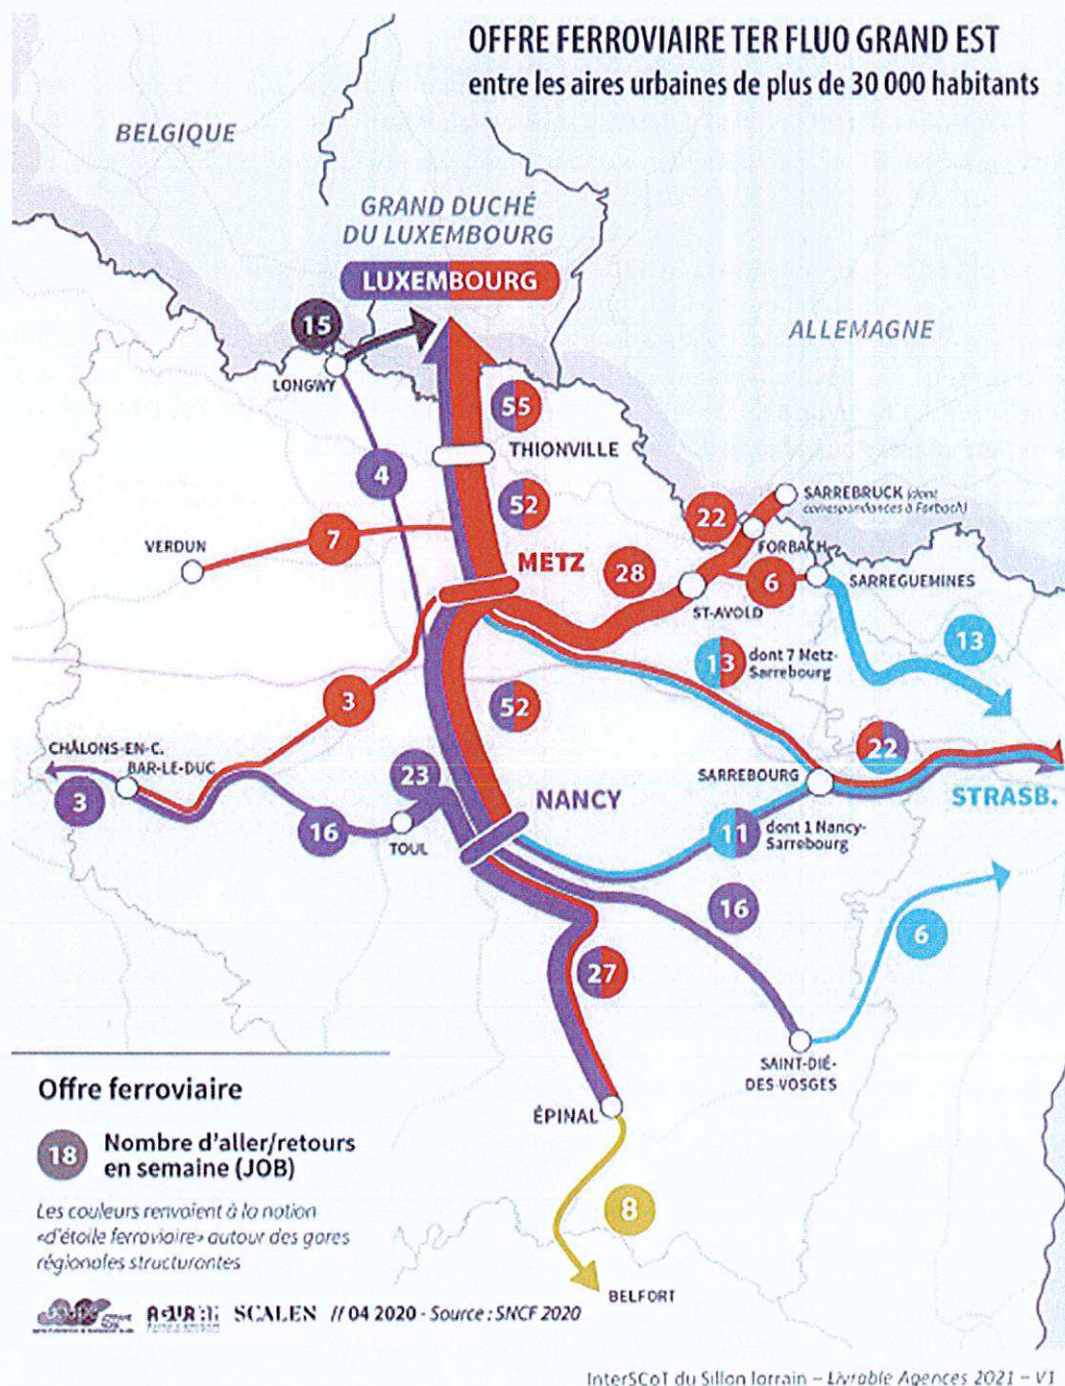 OFFRE FERROVIAIRE TER FLUO GRAND EST
entre les aires urbaines de plus de 30 000 habitants
BELGIQUE
GRAND DUCHÉ
DU LUXEMBOURG
LUXEMBOURG
ALLEMAGNE
15
LONGWY
55
THIONVILLE
4
52
SARREBRUCK (dont
correspondances à Forbach)
22
FORBACH
VERDUN
7
METZ
28
6
SARREGUEMINES
ST-AVOLD
13
13
dont 7 Metz-
Sarrebourg
3
52
CHÂLONS-EN-C.
BAR-LE-DUC
22
23
SARREBOURG
3
NANCY
STRASB.
16
TOUL
11
dont 1 Nancy-
Sarrebourg
16
6
27
SAINT-DIÉ-
DES-VOSGES
ÉPINAL
8
BELFORT
Offre ferroviaire
18
Nombre d'aller/retours
en semaine (JOB)
Les couleurs renvoient à la notion
«d'étoile ferroviaire» autour des gares
régionales structurantes
SCALEN // 04 2020 - Source : SNCF 2020
InterSCoT du Sillon lorrain – Livrable Agences 2021 – V1